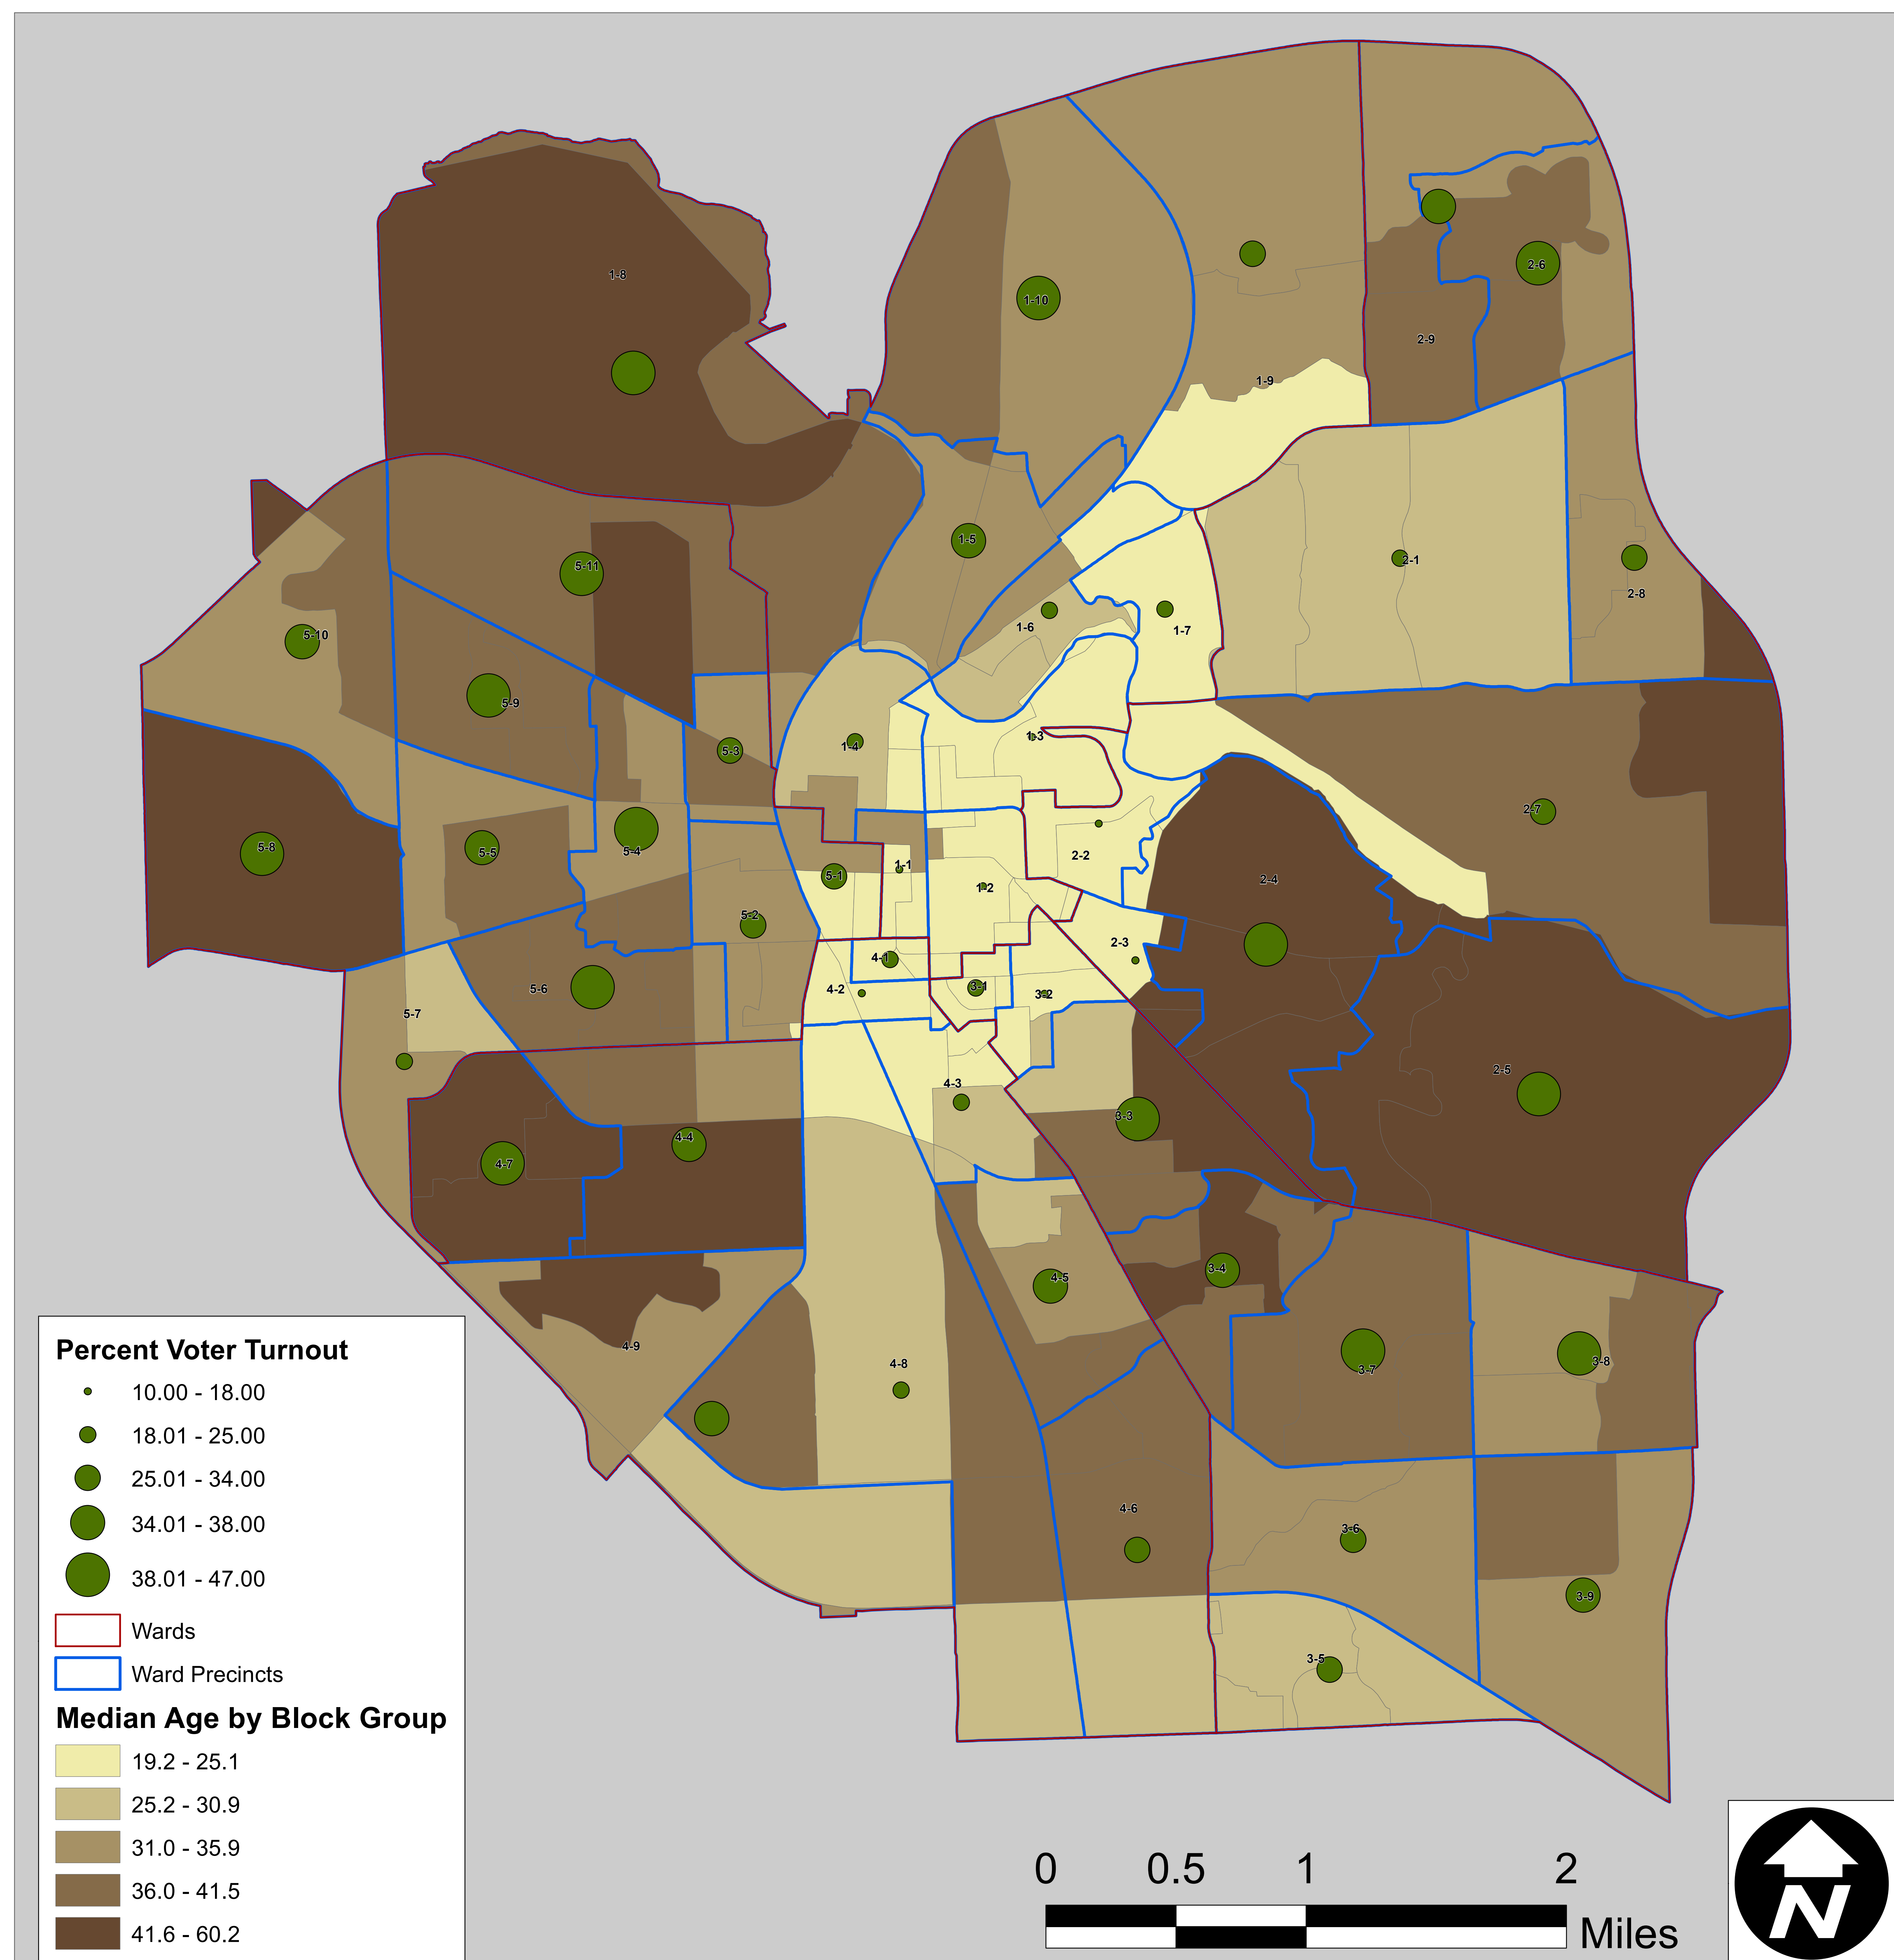 1-8
2-6
1-10
2-9
1-9
1-5
2-1
5-11
2-8
1-6
1-7
5-10
5-9
1-3
1-4
5-3
2-7
5-8
5-5
5-4
2-2
1-1
5-1
2-4
1-2
5-2
2-3
4-1
3-1
5-6
4-2
3-2
5-7
2-5
4-3
3-3
4-4
4-7
3-4
4-5
4-9
4-8
3-8
3-7
4-6
3-6
3-9
3-5
Percent Voter Turnout
10.00 - 18.00
18.01 - 25.00
25.01 - 34.00
34.01 - 38.00
38.01 - 47.00
Wards
Ward Precincts
Median Age by Block Group
19.2 - 25.1
25.2 - 30.9
31.0 - 35.9
36.0 - 41.5
41.6 - 60.2
0 0.5 1 2
Miles
N